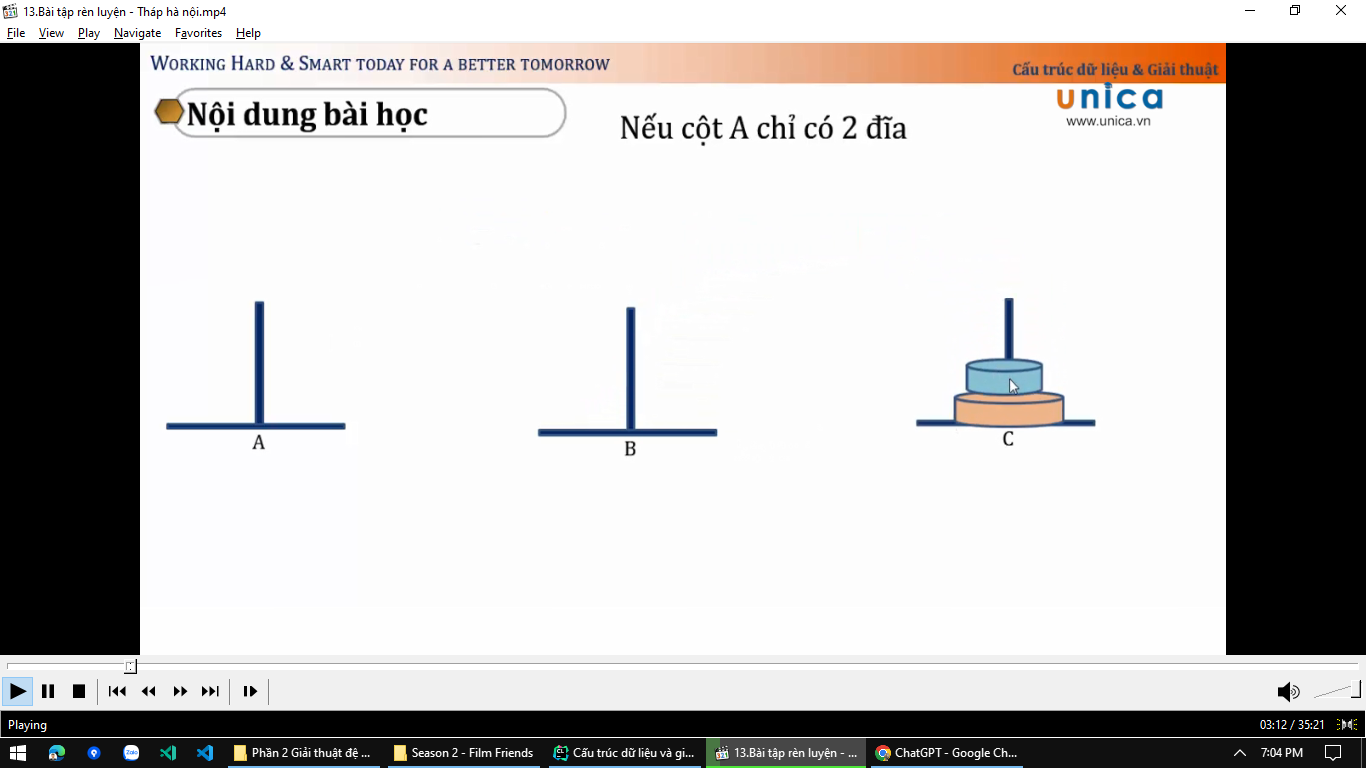 13.Bài tập rèn luyện - Tháp hà nội.mp4
File View Play Navigate Favorites Help
WORKING HARD & SMART TODAY FOR A BETTER TOMORROW
Cấu trúc dữ liệu & Giải thuật
Nội dung bài học
Nếu cột A chỉ có 2 đĩa
unica
www.unica.vn
A
B
C
Playing
03:12 / 35:21
Zalo
Phần 2 Giải thuật đệ ...
Season 2 - Film Friends
CL
Cấu trúc dữ liệu và gi...
321
13.Bài tập rèn luyện - ...
ChatGPT - Google Ch...
7:04 PM